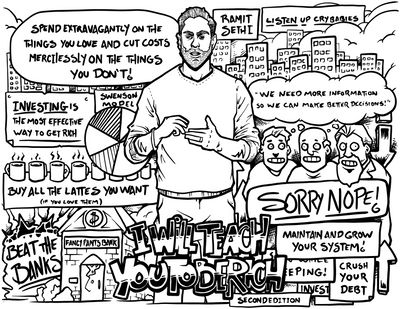 SPEND EXTRAVAGANTLY ON THE
THINGS YOU LOVE AND CUT COSTS
MERCILESSLY ON THE THINGS
YOU DON'T!
RAMIT
SETHI
LISTEN UP CRYBABIES
INVESTING IS
THE MOST EFFECTIVE
WAY TO GET RICH
SWENSON
MODEL
"WE NEED MORE INFORMATION
SO WE CAN MAKE BETER DECISIONS!"
BUY ALL THE LATTES YOU WANT
(IF YOU LOVE THEM)
SORRY NOPE!
BEAT THE
BANKS
$
FANCY PANTS BANK
I WILL TEACH
YOU TO BE RICH
SECOND EDITION
MAINTAIN AND GROW
YOUR SYSTEM!
EEPING!
INVEST
CRUSH
YOUR
DEBT